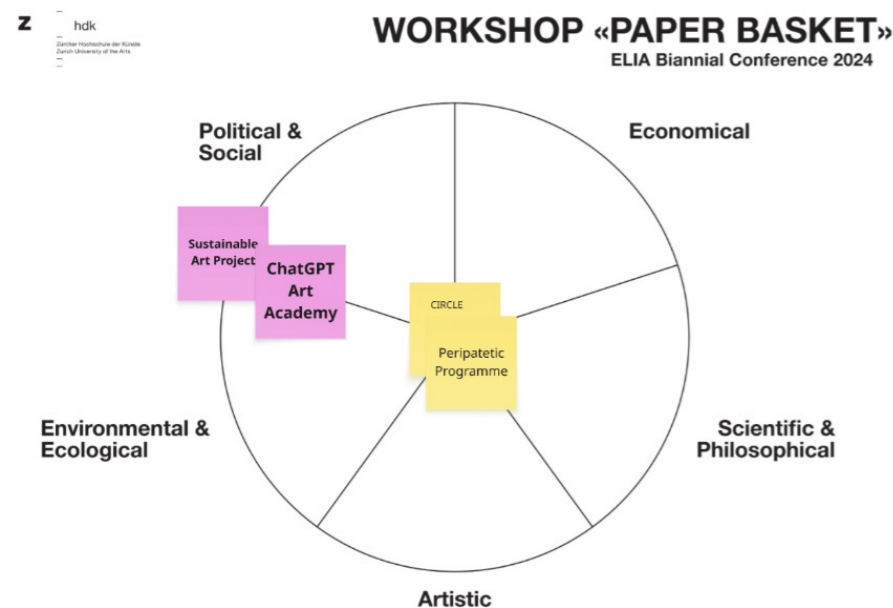 z
hdk
Zürcher Hochschule der Künste
Zurich University of the Arts
WORKSHOP «PAPER BASKET»
ELIA Biannial Conference 2024
Political &
Social
Economical
Sustainable
Art Project
ChatGPT
Art
Academy
CIRCLE
Peripatetic
Programme
Environmental &
Ecological
Scientific &
Philosophical
Artistic